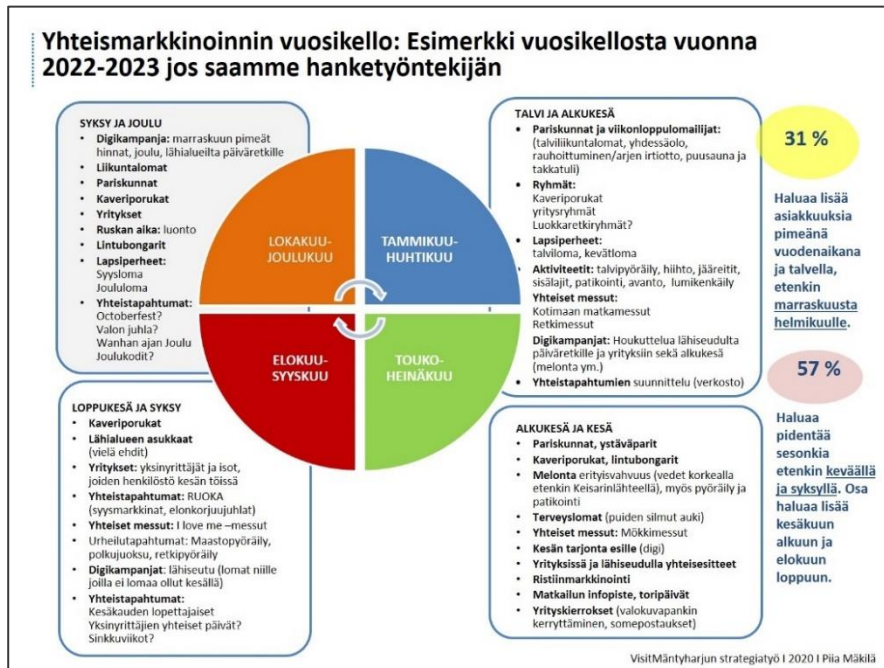 Yhteismarkkinoinnin vuosikello: Esimerkki vuosikellosta vuonna
2022-2023 jos saamme hanketyöntekijän
SYKSY JA JOULU
• Digikampanja: marraskuun pimeät
hinnat, joulu, lähialueilta päiväretkille
• Liikuntalomat
• Pariskunnat
• Kaveriporukat
• Yritykset
• Ruskan aika: luonto
• Lintubongarit
• Lapsiperheet:
Syysloma
Joululoma
• Yhteistapahtumat:
Octoberfest?
Valon juhla?
Wanhan ajan Joulu
Joulukodit?
LOKAKUU-
JOULUKUU
TAMMIKUU-
HUHTIKUU
ELOKUU-
SYYSKUU
TOUKO-
HEINÄKUU
TALVI JA ALKUKESÄ
• Pariskunnat ja viikonloppulomailijat:
(talviliikuntalomat, yhdessäolo,
rauhoittuminen/arjen irtiotto, puusauna ja
takkatuli)
• Ryhmät:
Kaveriporukat
yritysryhmät
Luokkaretkiryhmät?
• Lapsiperheet:
talviloma, kevätloma
• Aktiviteetit: talvipyöräily, hiihto, jääreitit,
sisälajit, patikointi, avanto, lumikenkäily
Yhteiset messut:
Kotimaan matkamessut
Retkimessut
Digikampanjat: Houkuttelua lähiseudulta
päiväretkille ja yrityksiin sekä alkukesä
(melonta ym.)
• Yhteistapahtumien suunnittelu (verkosto)
31 %
Haluaa lisää
asiakkuuksia
pimeänä
vuodenaikana
ja talvella,
etenkin
marraskuusta
helmikuulle.
57 %
Haluaa
pidentää
sesonkia
etenkin keväällä
ja syksyllä. Osa
haluaa lisää
kesäkuun
alkuun ja
elokuun
loppuun.
LOPPUKESÄ JA SYKSY
• Kaveriporukat
• Lähialueen asukkaat
(vielä ehdit)
• Yritykset: yksinyrittäjät ja isot,
joiden henkilöstö kesän töissä
• Yhteistapahtumat: RUOKA
(syysmarkkinat, elonkorjuujuhlat)
• Yhteiset messut: I love me –messut
• Urheilutapahtumat: Maastopyöräily,
polkujuoksu, retkipyöräily
• Digikampanjat: lähiseutu (lomat niille
joilla ei lomaa ollut kesällä)
• Yhteistapahtumat:
Kesäkauden lopettajaiset
Yksinyrittäjien yhteiset päivät?
Sinkkuviikot?
ALKUKESÄ JA KESÄ
• Pariskunnat, ystäväparit
• Kaveriporukat, lintubongarit
• Melonta erityisvahvuus (vedet korkealla
etenkin Keisarinlähteellä), myös pyöräily ja
patikointi
• Terveyslomat (puiden silmut auki)
• Yhteiset messut: Mökkimessut
• Kesän tarjonta esille (digi)
• Yrityksissä ja lähiseudulla yhteisesitteet
• Ristiinmarkkinointi
• Matkailun infopiste, toripäivät
• Yrityskierrokset (valokuvapankin
kerryttäminen, somepostaukset)
VisitMäntyharjun strategiatyö I 2020 I Piia Mäkilä